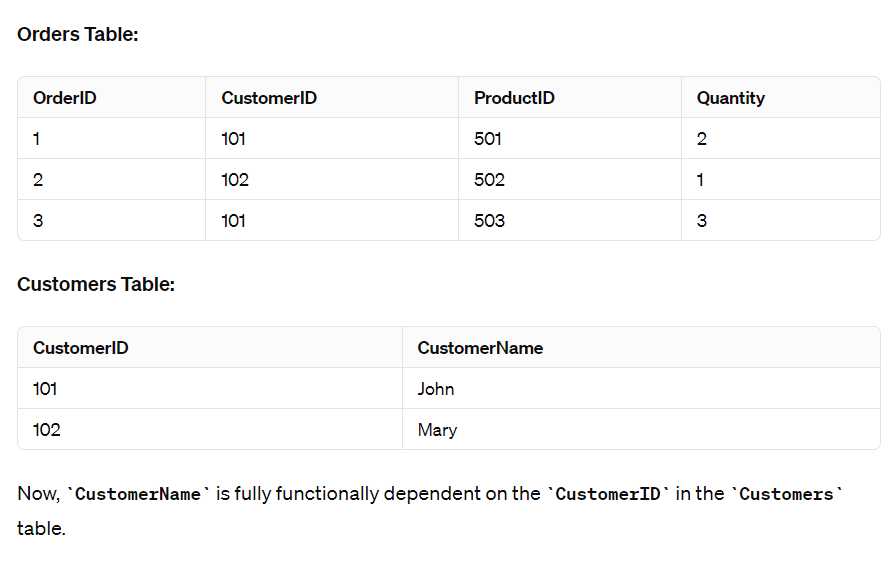 Orders Table:
OrderID CustomerID ProductID Quantity
1 101 501 2
2 102 502 1
3 101 503 3
Customers Table:
CustomerID CustomerName
101 John
102 Mary
Now, `CustomerName` is fully functionally dependent on the `CustomerID` in the `Customers`
table.